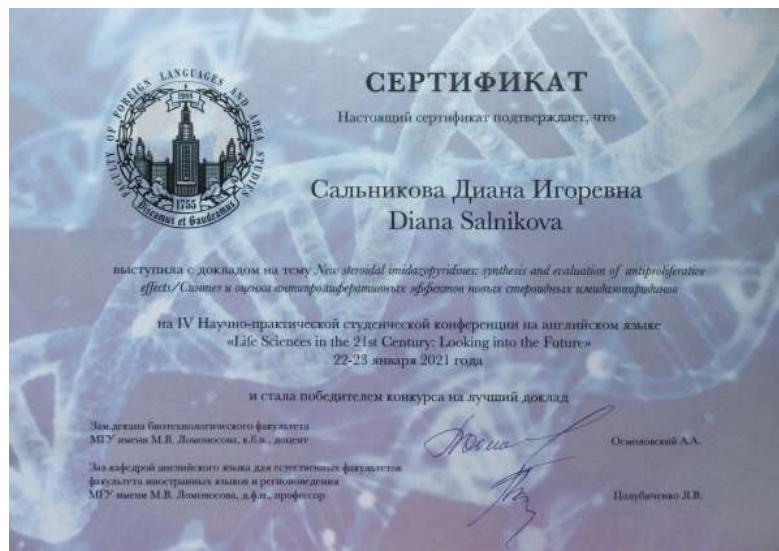 FACULTY OF FOREIGN LANGUAGES AND AREA STUDIES
1988
1755
Discamus et Gaudeamus
СЕРТИФИКАТ
Настоящий сертификат подтверждает, что
Сальникова Диана Игоревна
Diana Salnikova
выступила с докладом на тему New steroidal imidazopyridines: synthesis and evaluation of antiproliferative
effects/Синтез и оценка антипролиферативных эффектов новых стероидных имидазопиридинов
на IV Научно-практической студенческой конференции на английском языке
«Life Sciences in the 21st Century: Looking into the Future»
22-23 января 2021 года
и стала победителем конкурса на лучший доклад
Зам.декана биотехнологического факультета
МГУ имени М.В. Ломоносова, к.б.н., доцент
Осмоловский А.А.
Зав.кафедрой английского языка для естественных факультетов
факультета иностранных языков и регионоведения
МГУ имени М.В. Ломоносова, д.ф.н., профессор
Полубиченко Л.В.